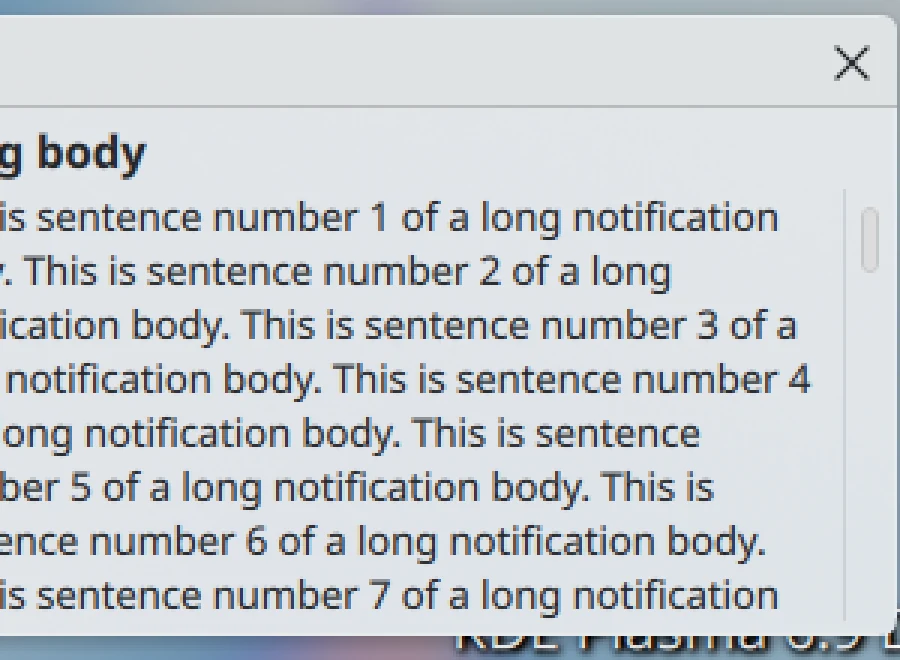 g body
is sentence number 1 of a long notification
y. This is sentence number 2 of a long
ication body. This is sentence number 3 of a
notification body. This is sentence number 4
ong notification body. This is sentence
ber 5 of a long notification body. This is
ence number 6 of a long notification body.
is sentence number 7 of a long notification
KDE Plasma 6.9